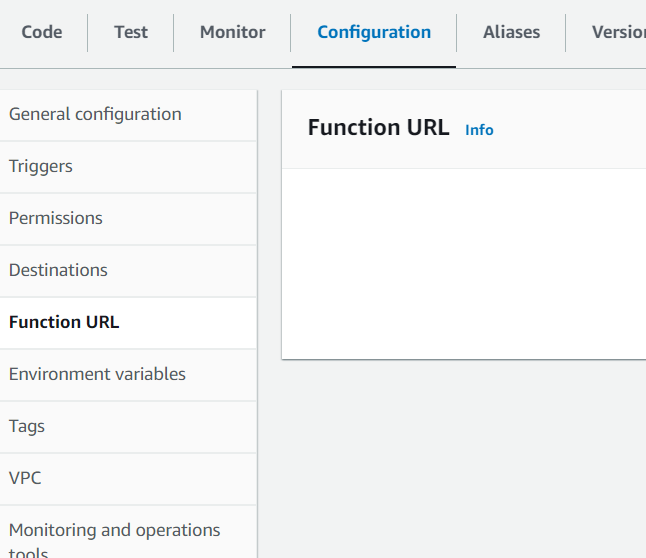 Code Test Monitor Configuration Aliases
General configuration
Triggers
Permissions
Destinations
Function URL
Environment variables
Tags
VPC
Monitoring and operations
tools
Function URL Info